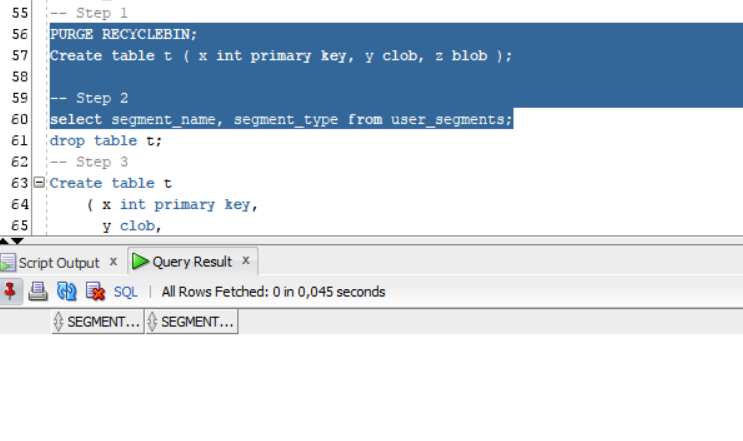 55 -- Step 1
56 PURGE RECYCLEBIN;
57 Create table t ( x int primary key, y clob, z blob );
58
59 -- Step 2
60 select segment_name, segment_type from user_segments;
61 drop table t;
62 -- Step 3
63 Create table t
64 ( x int primary key,
65 y clob,
Script Output x Query Result x
SQL | All Rows Fetched: 0 in 0,045 seconds
SEGMENT... SEGMENT...